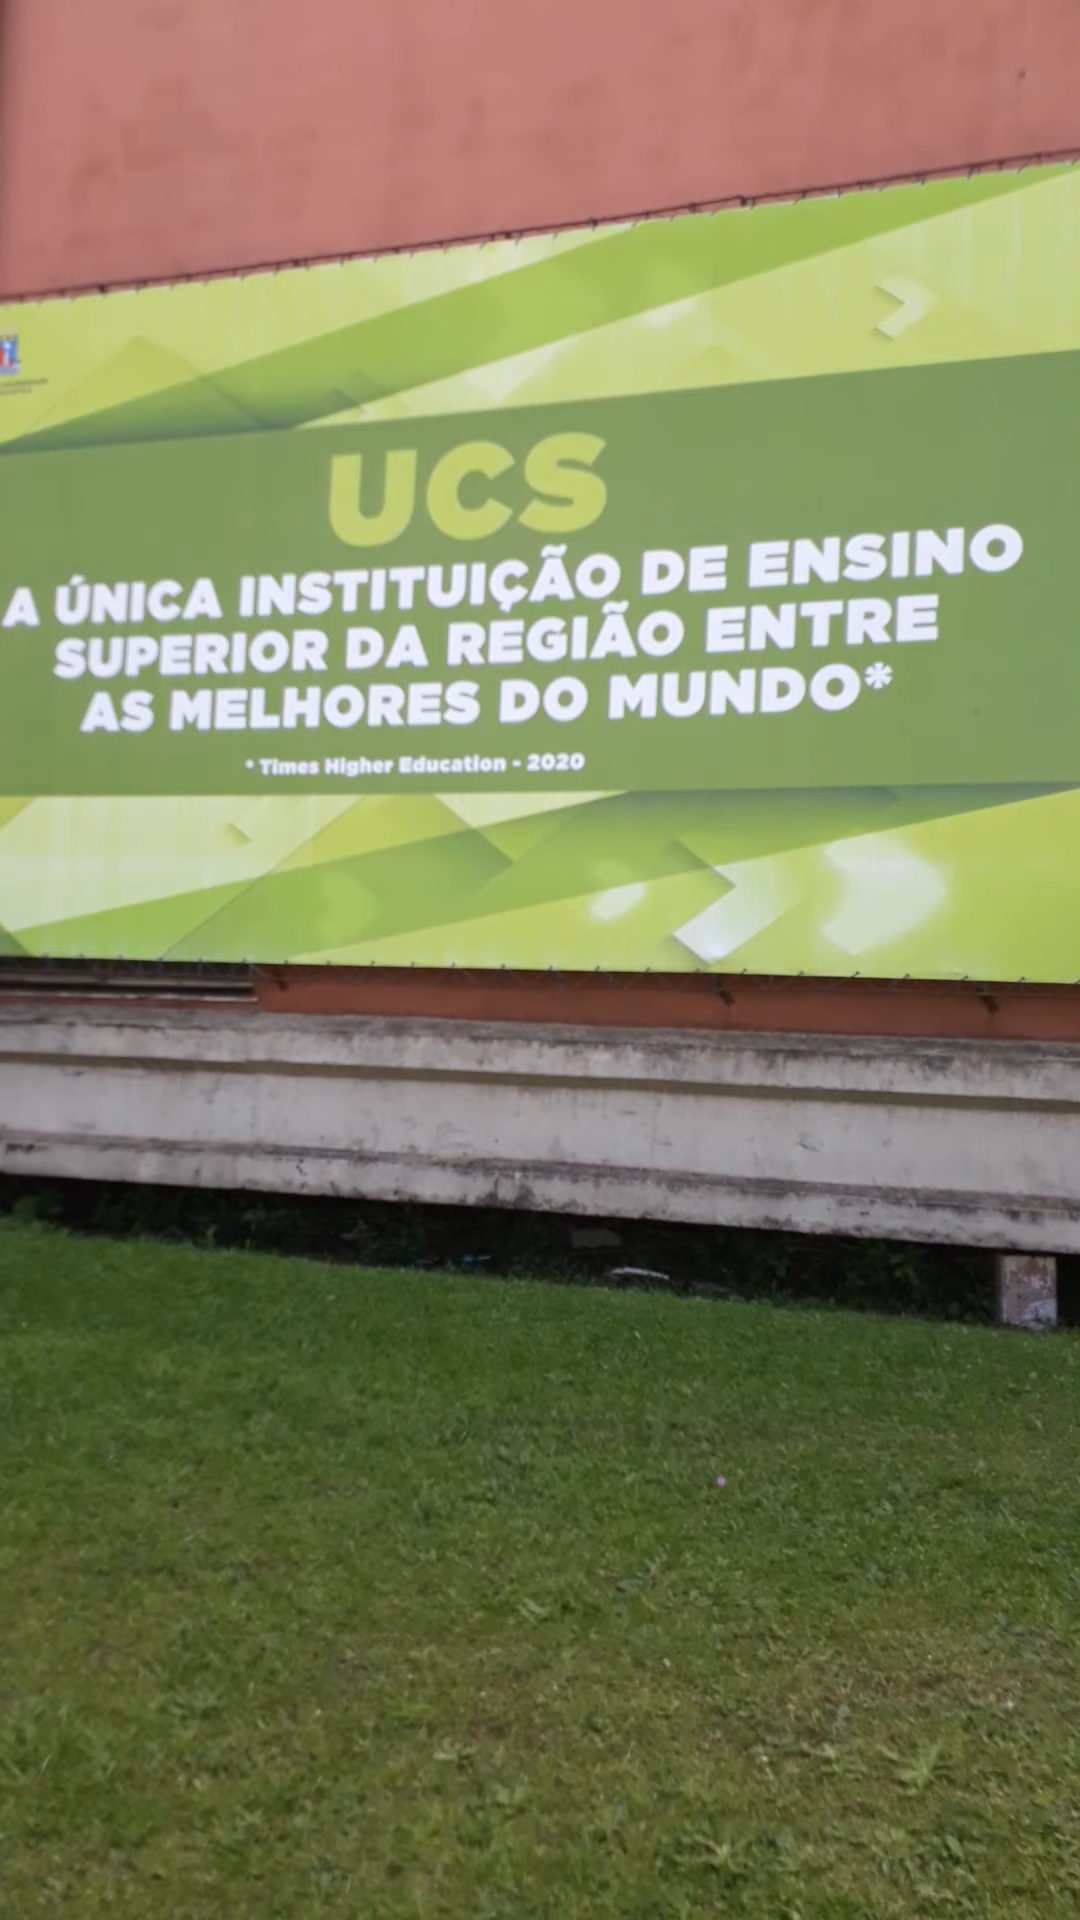 UCS
A ÚNICA INSTITUIÇÃO DE ENSINO
SUPERIOR DA REGIÃO ENTRE
AS MELHORES DO MUNDO*
* Times Higher Education - 2020